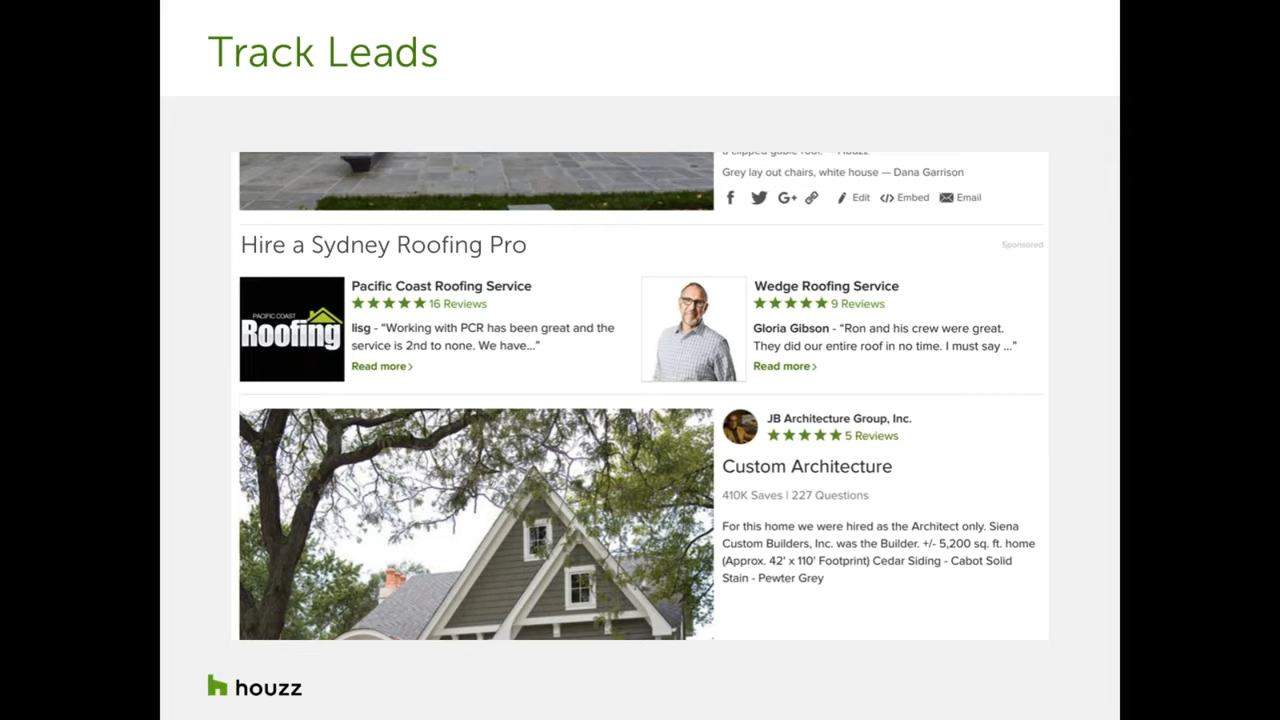 Track Leads
a clipped gable roof. — Houzz
Grey lay out chairs, white house — Dana Garrison
Edit Embed Email
Hire a Sydney Roofing Pro
Sponsored
PACIFIC COAST
Roofing
Pacific Coast Roofing Service
16 Reviews
lisg - “Working with PCR has been great and the
service is 2nd to none. We have...”
Read more ›
Wedge Roofing Service
9 Reviews
Gloria Gibson - “Ron and his crew were great.
They did our entire roof in no time. I must say ...”
Read more ›
JB Architecture Group, Inc.
5 Reviews
Custom Architecture
410K Saves | 227 Questions
For this home we were hired as the Architect only. Siena
Custom Builders, Inc. was the Builder. +/- 5,200 sq. ft. home
(Approx. 42' x 110' Footprint) Cedar Siding - Cabot Solid
Stain - Pewter Grey
houzz